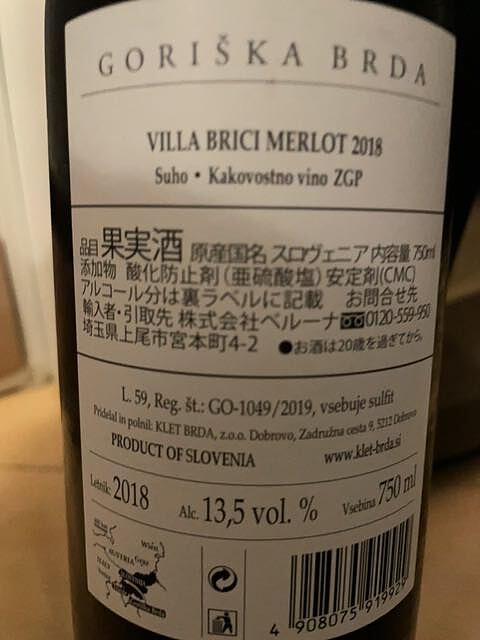 GORIŠKA BRDA
VILLA BRICI MERLOT 2018
Suho • Kakovostno vino ZGP
品目 果実酒 原産国名 スロヴェニア 内容量 750ml
添加物 酸化防止剤(亜硫酸塩)安定剤(CMC)
アルコール分は裏ラベルに記載 お問合せ先
輸入者・引取先 株式会社ベルーナ 0120-559-950
埼玉県上尾市宮本町4-2 ●お酒は20歳を過ぎてから。
L. 59, Reg. št.: GO-1049/2019, vsebuje sulfit
Pridelal in polnil: KLET BRDA, z.o.o. Dobrovo, Zadružna cesta 9, 5212 Dobrovo
PRODUCT OF SLOVENIA www.klet-brda.si
Letnik: 2018 Alc. 13,5 vol. % Vsebina 750 ml
Wien
AUSTRIA
ITALY
Goriška Brda
4 908075 91992